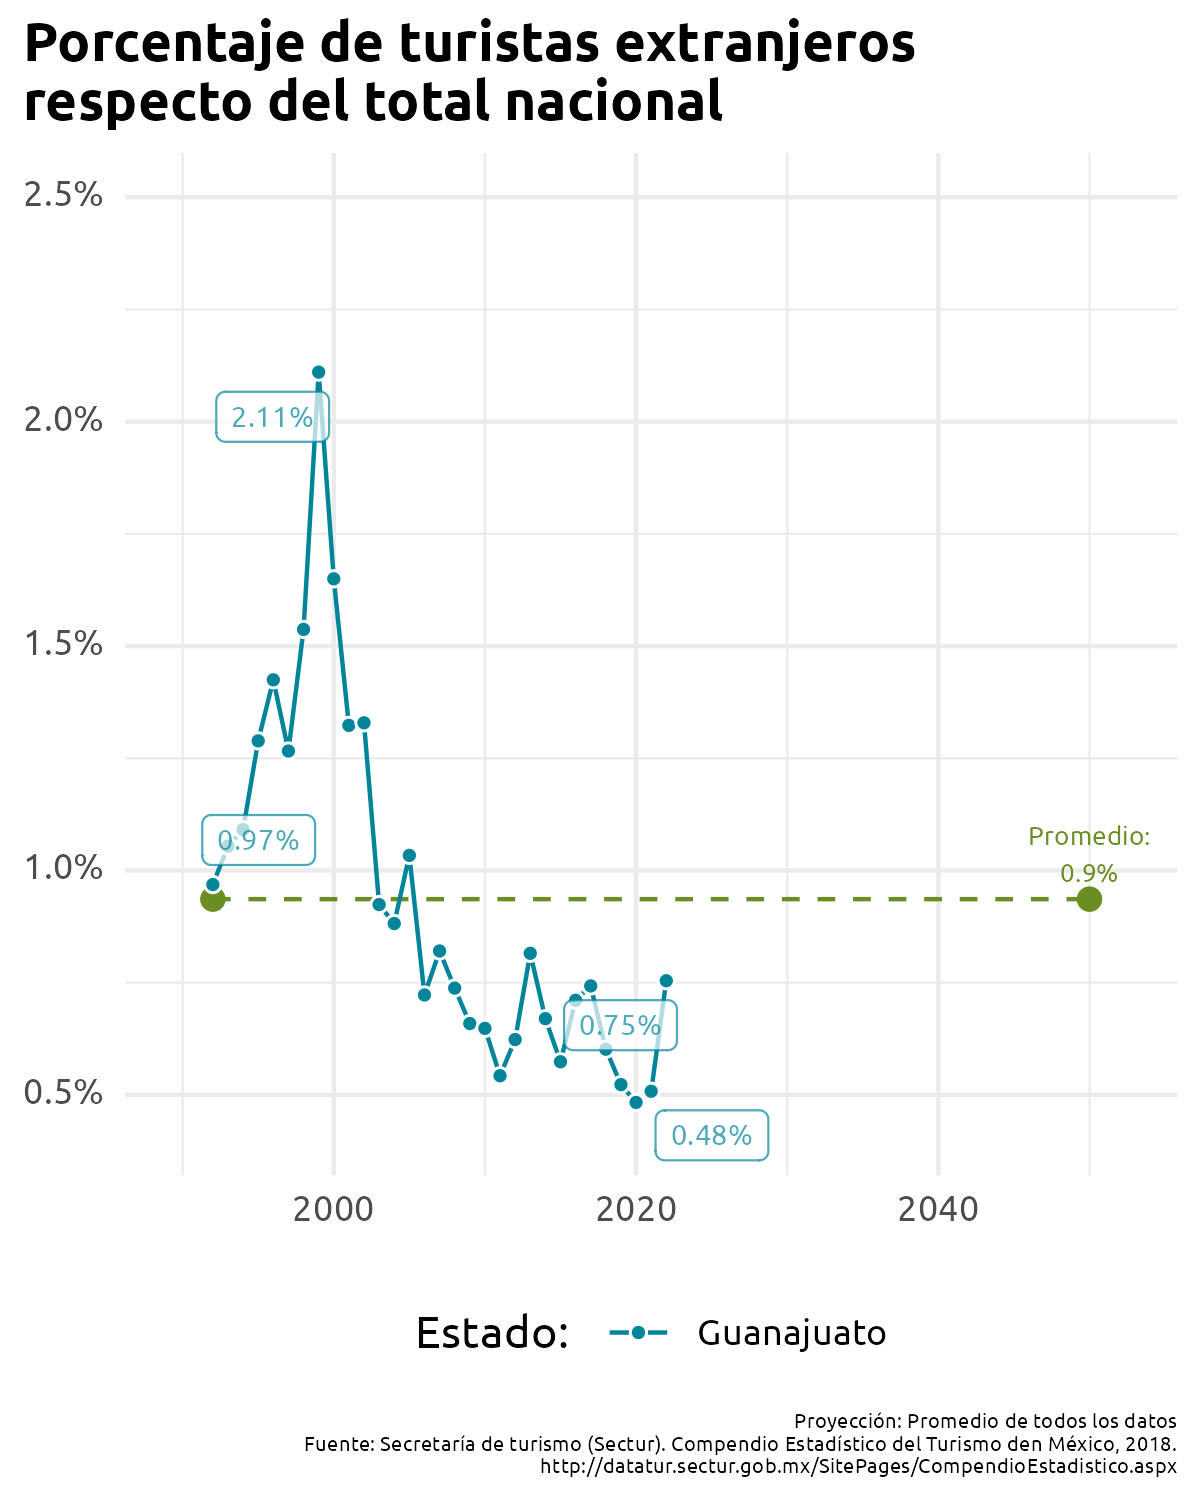 Porcentaje de turistas extranjeros
respecto del total nacional
2.5%
2.0%
1.5%
1.0%
0.5%
2.11%
0.97%
0.75%
0.48%
Promedio:
0.9%
2000
2020
2040
Estado:
Guanajuato
Proyección: Promedio de todos los datos
Fuente: Secretaría de turismo (Sectur). Compendio Estadístico del Turismo den México, 2018.
http://datatur.sectur.gob.mx/SitePages/CompendioEstadistico.aspx